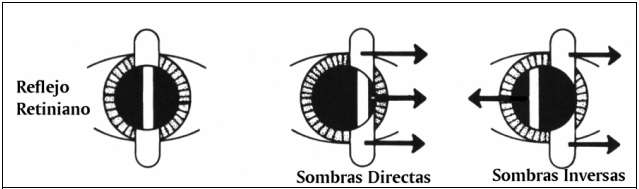 Reflejo
Retiniano
Sombras Directas
Sombras Inversas